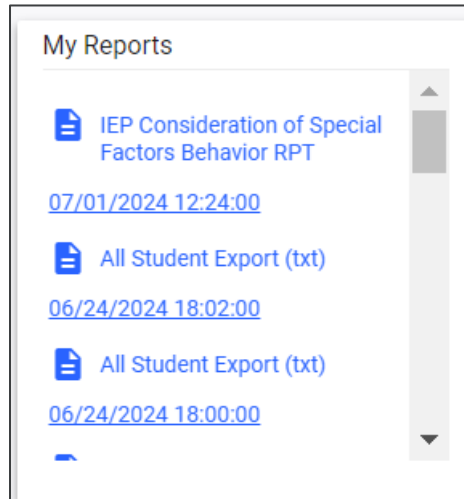 My Reports
IEP Consideration of Special
Factors Behavior RPT
07/01/2024 12:24:00
All Student Export (txt)
06/24/2024 18:02:00
All Student Export (txt)
06/24/2024 18:00:00